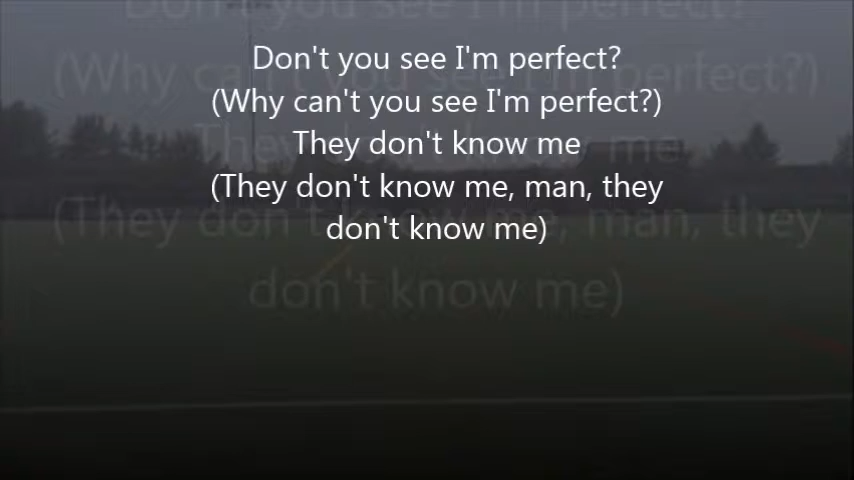 Don't you see I'm perfect?
(Why can't you see I'm perfect?)
They don't know me
(They don't know me, man, they
don't know me)